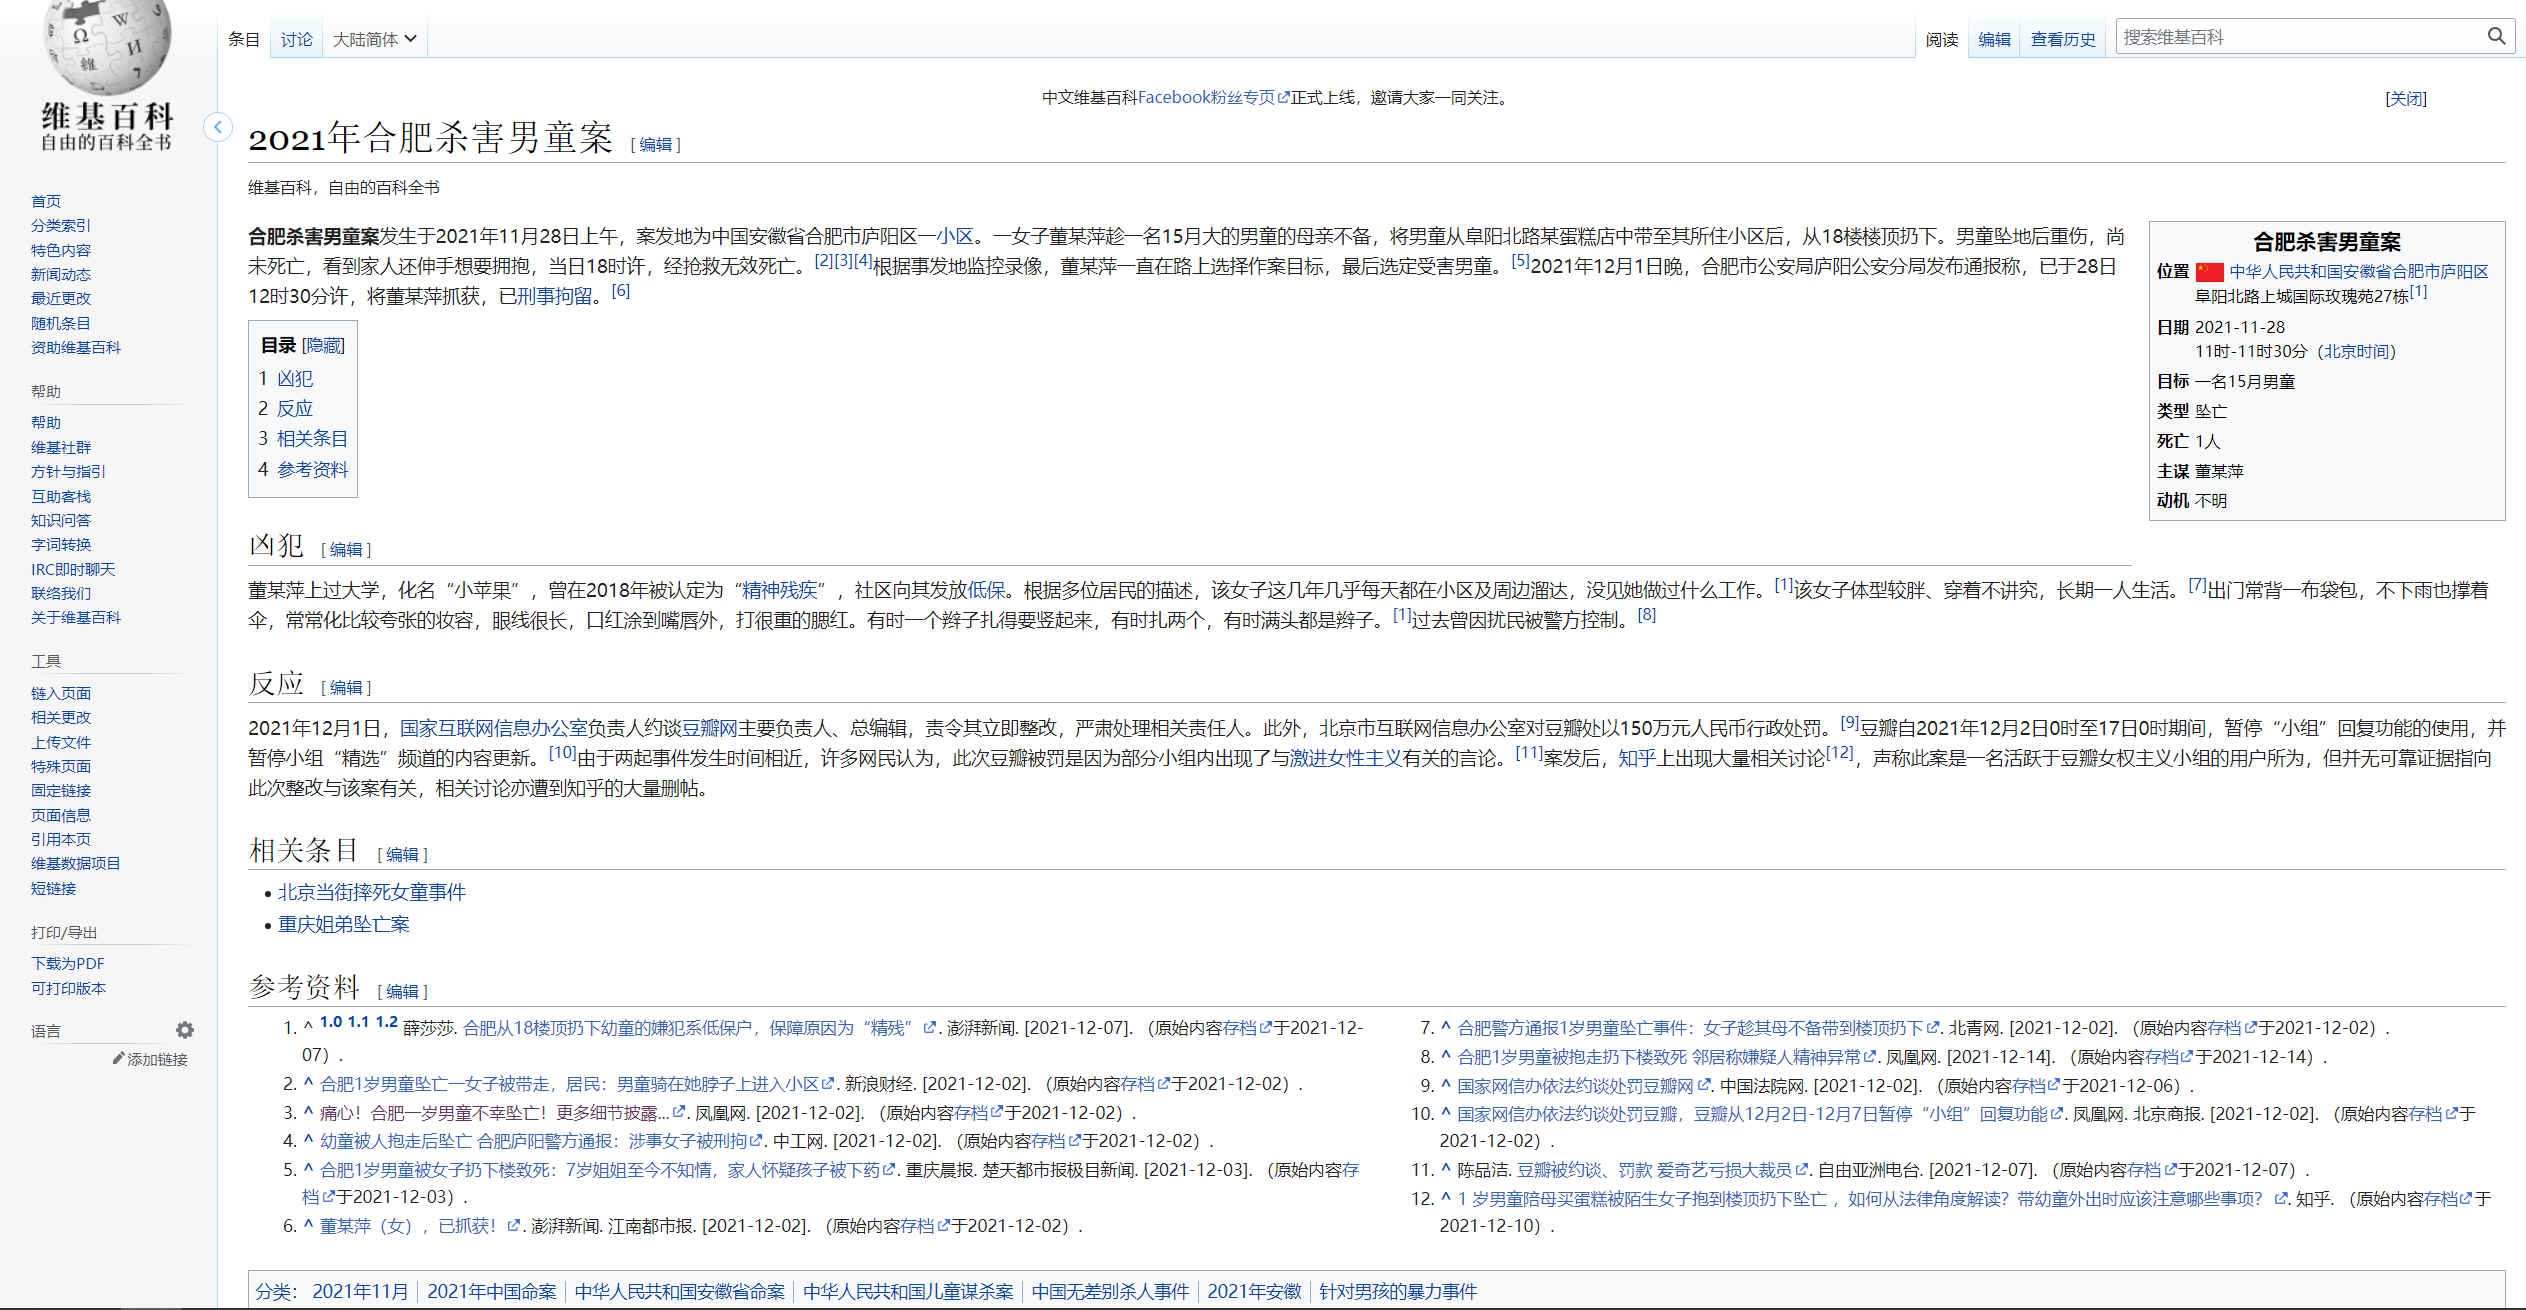 维基百科
自由的百科全书
条目 讨论 大陆简体
阅读 编辑 查看历史 搜索维基百科
中文维基百科Facebook粉丝专页正式上线，邀请大家一同关注。 [关闭]
首页
分类索引
特色内容
新闻动态
最近更改
随机条目
资助维基百科
帮助
帮助
维基社群
方针与指引
互助客栈
知识问答
字词转换
IRC即时聊天
联络我们
关于维基百科
工具
链入页面
相关更改
上传文件
特殊页面
固定链接
页面信息
引用本页
维基数据项目
短链接
打印/导出
下载为PDF
可打印版本
语言
添加链接
2021年合肥杀害男童案 [编辑]
维基百科，自由的百科全书
合肥杀害男童案发生于2021年11月28日上午，案发地为中国安徽省合肥市庐阳区一小区。一女子董某萍趁一名15月大的男童的母亲不备，将男童从阜阳北路某蛋糕店中带至其所住小区后，从18楼楼顶扔下。男童坠地后重伤，尚
未死亡，看到家人还伸手想要拥抱，当日18时许，经抢救无效死亡。[2][3][4]根据事发地监控录像，董某萍一直在路上选择作案目标，最后选定受害男童。[5]2021年12月1日晚，合肥市公安局庐阳公安分局发布通报称，已于28日
12时30分许，将董某萍抓获，已刑事拘留。[6]
合肥杀害男童案
位置 中华人民共和国安徽省合肥市庐阳区
阜阳北路上城国际玫瑰苑27栋[1]
日期 2021-11-28
11时-11时30分（北京时间）
目标 一名15月男童
类型 坠亡
死亡 1人
主谋 董某萍
动机 不明
目录 [隐藏]
1 凶犯
2 反应
3 相关条目
4 参考资料
凶犯 [编辑]
董某萍上过大学，化名“小苹果”，曾在2018年被认定为“精神残疾”，社区向其发放低保。根据多位居民的描述，该女子这几年几乎每天都在小区及周边溜达，没见她做过什么工作。[1]该女子体型较胖、穿着不讲究，长期一人生活。[7]出门常背一布袋包，不下雨也撑着
伞，常常化比较夸张的妆容，眼线很长，口红涂到嘴唇外，打很重的腮红。有时一个辫子扎得要竖起来，有时扎两个，有时满头都是辫子。[1]过去曾因扰民被警方控制。[8]
反应 [编辑]
2021年12月1日，国家互联网信息办公室负责人约谈豆瓣网主要负责人、总编辑，责令其立即整改，严肃处理相关责任人。此外，北京市互联网信息办公室对豆瓣处以150万元人民币行政处罚。[9]豆瓣自2021年12月2日0时至17日0时期间，暂停“小组”回复功能的使用，并
暂停小组“精选”频道的内容更新。[10]由于两起事件发生时间相近，许多网民认为，此次豆瓣被罚是因为部分小组内出现了与激进女性主义有关的言论。[11]案发后，知乎上出现大量相关讨论[12]，声称此案是一名活跃于豆瓣女权主义小组的用户所为，但并无可靠证据指向
此次整改与该案有关，相关讨论亦遭到知乎的大量删帖。
相关条目 [编辑]
• 北京当街摔死女童事件
• 重庆姐弟坠亡案
参考资料 [编辑]
1. ^ 1.0 1.1 1.2 薛莎莎. 合肥从18楼顶扔下幼童的嫌犯系低保户，保障原因为“精残”. 澎湃新闻. [2021-12-07]. （原始内容存档于2021-12-
07）.
2. ^ 合肥1岁男童坠亡一女子被带走，居民：男童骑在她脖子上进入小区. 新浪财经. [2021-12-02]. （原始内容存档于2021-12-02）.
3. ^ 痛心！合肥一岁男童不幸坠亡！更多细节披露.... 凤凰网. [2021-12-02]. （原始内容存档于2021-12-02）.
4. ^ 幼童被人抱走后坠亡 合肥庐阳警方通报：涉事女子被刑拘. 中工网. [2021-12-02]. （原始内容存档于2021-12-02）.
5. ^ 合肥1岁男童被女子扔下楼致死：7岁姐姐至今不知情，家人怀疑孩子被下药. 重庆晨报. 楚天都市报极目新闻. [2021-12-03]. （原始内容存
档于2021-12-03）.
6. ^ 董某萍（女），已抓获！. 澎湃新闻. 江南都市报. [2021-12-02]. （原始内容存档于2021-12-02）.
7. ^ 合肥警方通报1岁男童坠亡事件：女子趁其母不备带到楼顶扔下. 北青网. [2021-12-02]. （原始内容存档于2021-12-02）.
8. ^ 合肥1岁男童被抱走扔下楼致死 邻居称嫌疑人精神异常. 凤凰网. [2021-12-14]. （原始内容存档于2021-12-14）.
9. ^ 国家网信办依法约谈处罚豆瓣网. 中国法院网. [2021-12-02]. （原始内容存档于2021-12-06）.
10. ^ 国家网信办依法约谈处罚豆瓣，豆瓣从12月2日-12月7日暂停“小组”回复功能. 凤凰网. 北京商报. [2021-12-02]. （原始内容存档于
2021-12-02）.
11. ^ 陈品洁. 豆瓣被约谈、罚款 爱奇艺亏损大裁员. 自由亚洲电台. [2021-12-07]. （原始内容存档于2021-12-07）.
12. ^ 1 岁男童陪母买蛋糕被陌生女子抱到楼顶扔下坠亡 ，如何从法律角度解读？带幼童外出时应该注意哪些事项？. 知乎. （原始内容存档于
2021-12-10）.
分类： 2021年11月 | 2021年中国命案 | 中华人民共和国安徽省命案 | 中华人民共和国儿童谋杀案 | 中国无差别杀人事件 | 2021年安徽 | 针对男孩的暴力事件